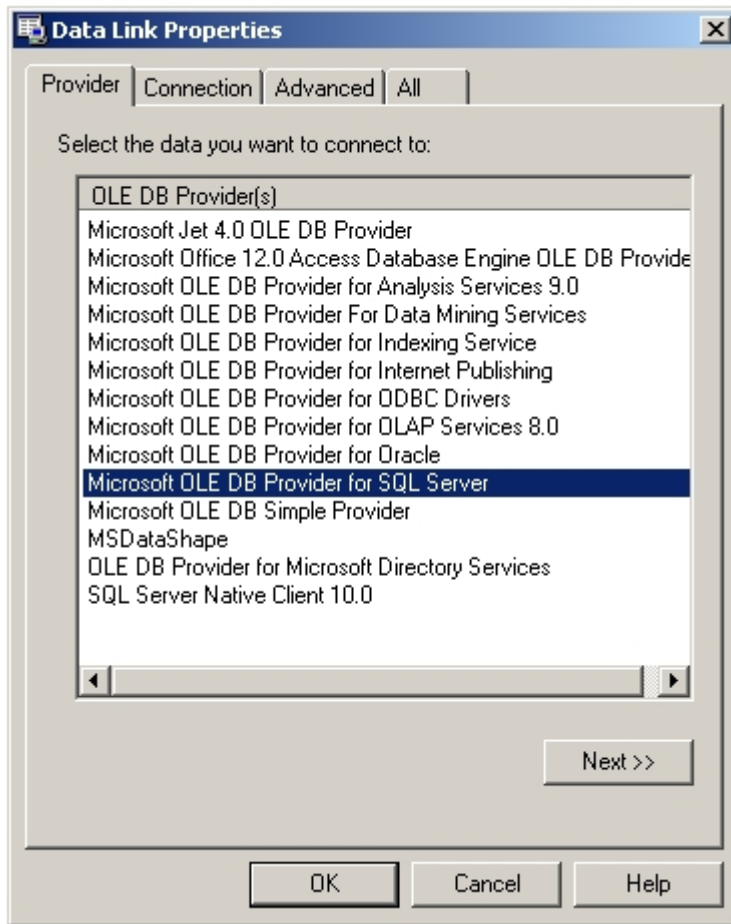 Data Link Properties
Provider Connection Advanced All
Select the data you want to connect to:
OLE DB Provider(s)
Microsoft Jet 4.0 OLE DB Provider
Microsoft Office 12.0 Access Database Engine OLE DB Provide
Microsoft OLE DB Provider for Analysis Services 9.0
Microsoft OLE DB Provider For Data Mining Services
Microsoft OLE DB Provider for Indexing Service
Microsoft OLE DB Provider for Internet Publishing
Microsoft OLE DB Provider for ODBC Drivers
Microsoft OLE DB Provider for OLAP Services 8.0
Microsoft OLE DB Provider for Oracle
Microsoft OLE DB Provider for SQL Server
Microsoft OLE DB Simple Provider
MSDataShape
OLE DB Provider for Microsoft Directory Services
SQL Server Native Client 10.0
Next >>
OK Cancel Help